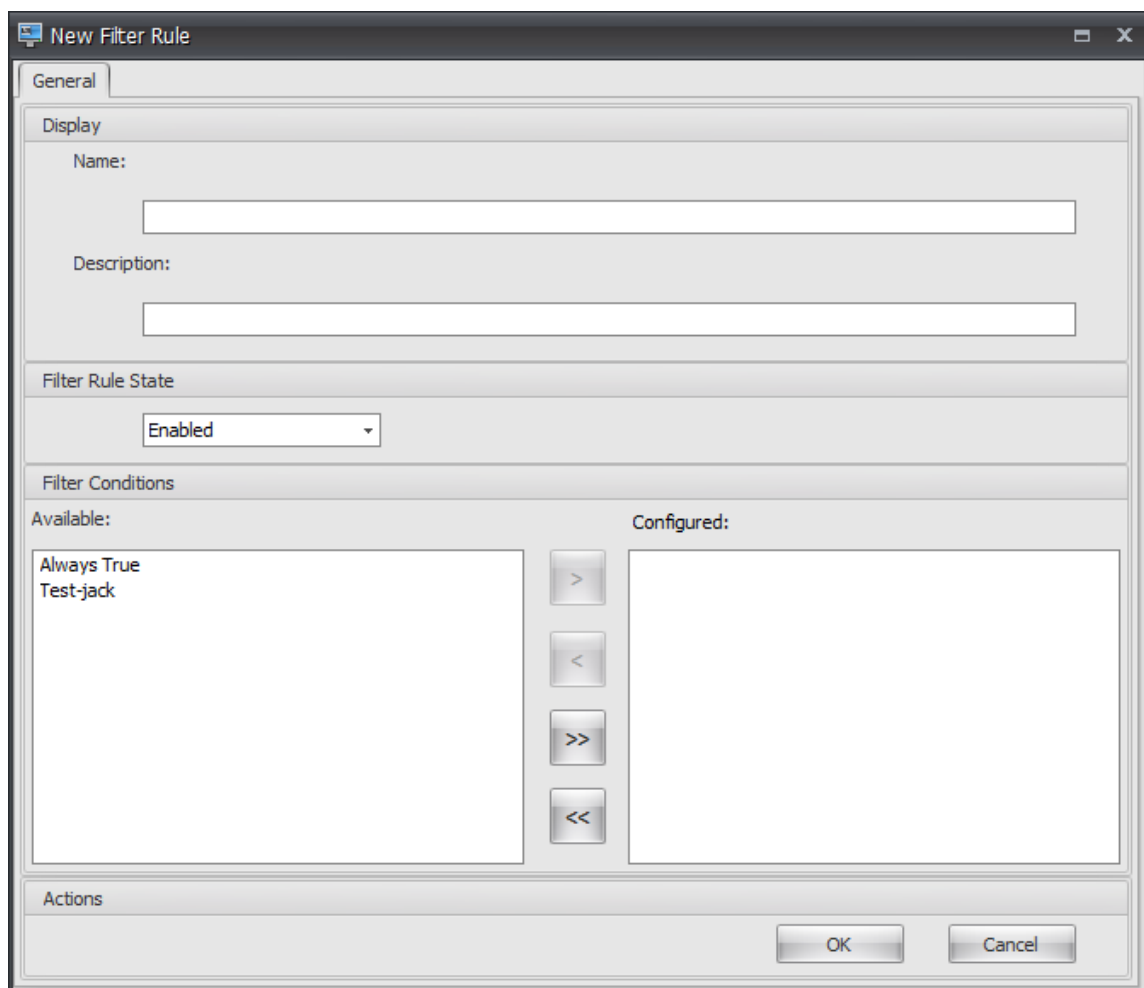 New Filter Rule
General
Display
Name:
Description:
Filter Rule State
Enabled
Filter Conditions
Available:
Configured:
Always True
Test-jack
>
<
>>
<<
Actions
OK
Cancel